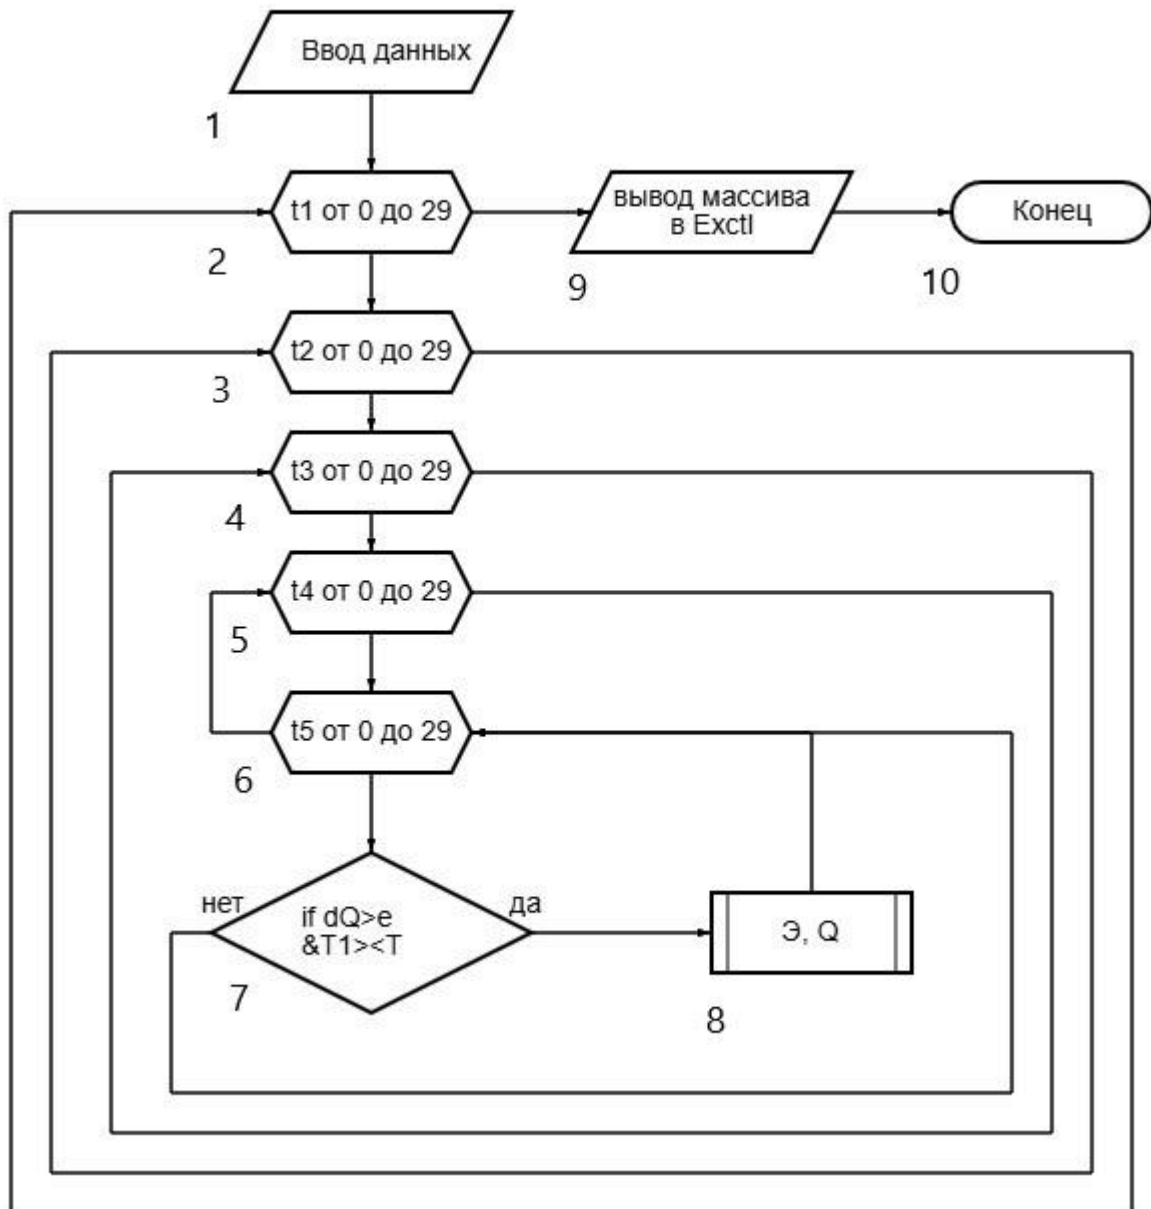 Ввод данных
1
t1 от 0 до 29
вывод массива
в Exctl
Конец
2
9
10
t2 от 0 до 29
3
t3 от 0 до 29
4
t4 от 0 до 29
5
t5 от 0 до 29
6
нет
да
if dQ>e
&T1><T
Э, Q
7
8